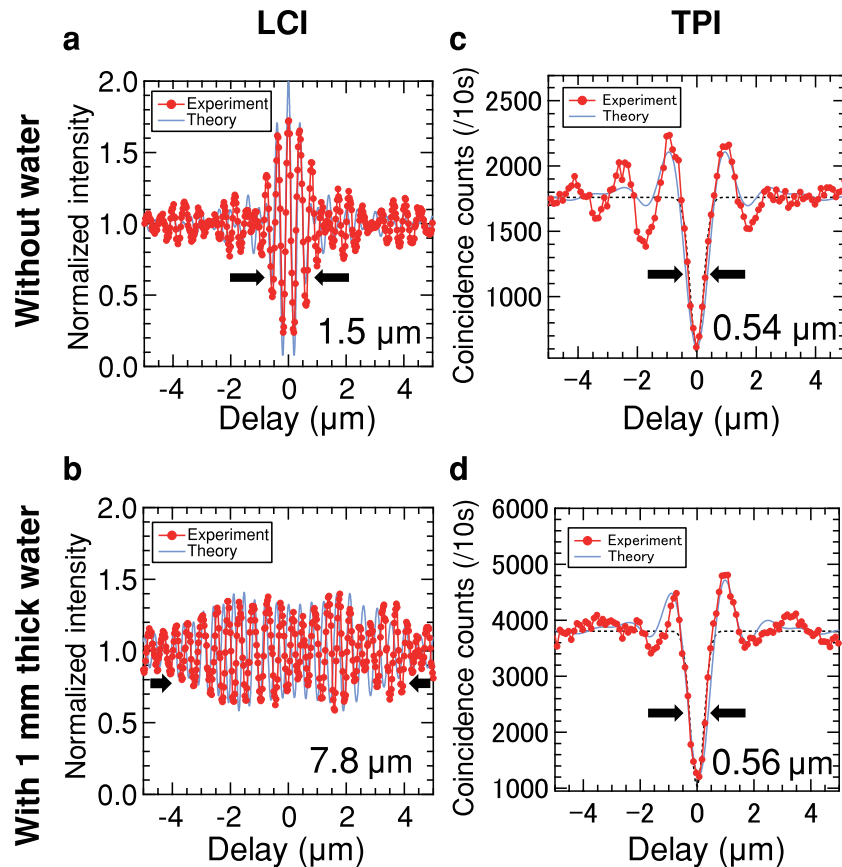 LCI
TPI
Without water
With 1 mm thick water
a
2.0
1.5
1.0
0.5
0.0
Normalized intensity
Experiment
Theory
1.5 µm
-4 -2 0 2 4
Delay (µm)
c
2500
2000
1500
1000
Coincidence counts (/10s)
Experiment
Theory
0.54 µm
−4 −2 0 2 4
Delay (µm)
b
2.0
1.5
1.0
0.5
0.0
Normalized intensity
Experiment
Theory
7.8 µm
-4 -2 0 2 4
Delay (µm)
d
6000
5000
4000
3000
2000
1000
Coincidence counts (/10s)
Experiment
Theory
0.56 µm
−4 −2 0 2 4
Delay (µm)